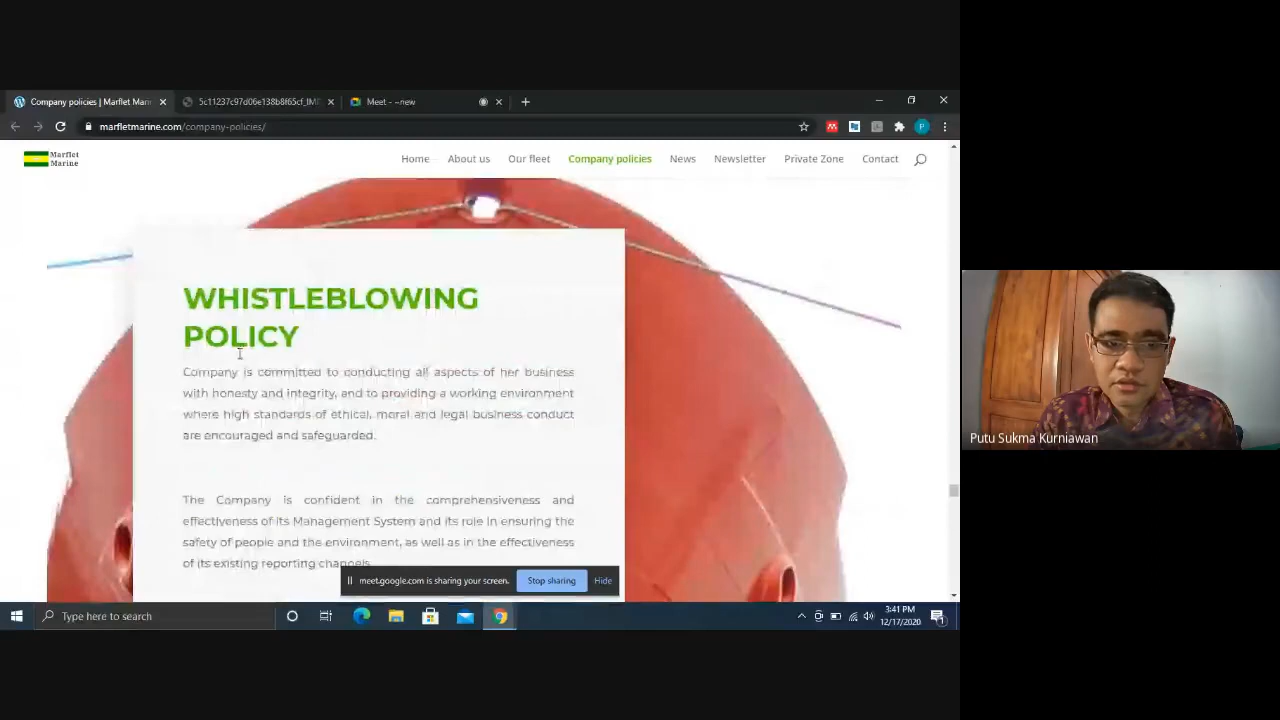 Company policies | Marflet Mari
5c11237c97d06e138b8f65cf_IMF
Meet - ~new
marfletmarine.com/company-policies/
P
Marflet
Marine
Home
About us
Our fleet
Company policies
News
Newsletter
Private Zone
Contact
WHISTLEBLOWING
POLICY
Company is committed to conducting all aspects of her business
with honesty and integrity, and to providing a working environment
where high standards of ethical, moral and legal business conduct
are encouraged and safeguarded.
The Company is confident in the comprehensiveness and
effectiveness of its Management System and its role in ensuring the
safety of people and the environment, as well as in the effectiveness
of its existing reporting channels.
meet.google.com is sharing your screen.
Stop sharing
Hide
Type here to search
3:41 PM
12/17/2020
1
Putu Sukma Kurniawan